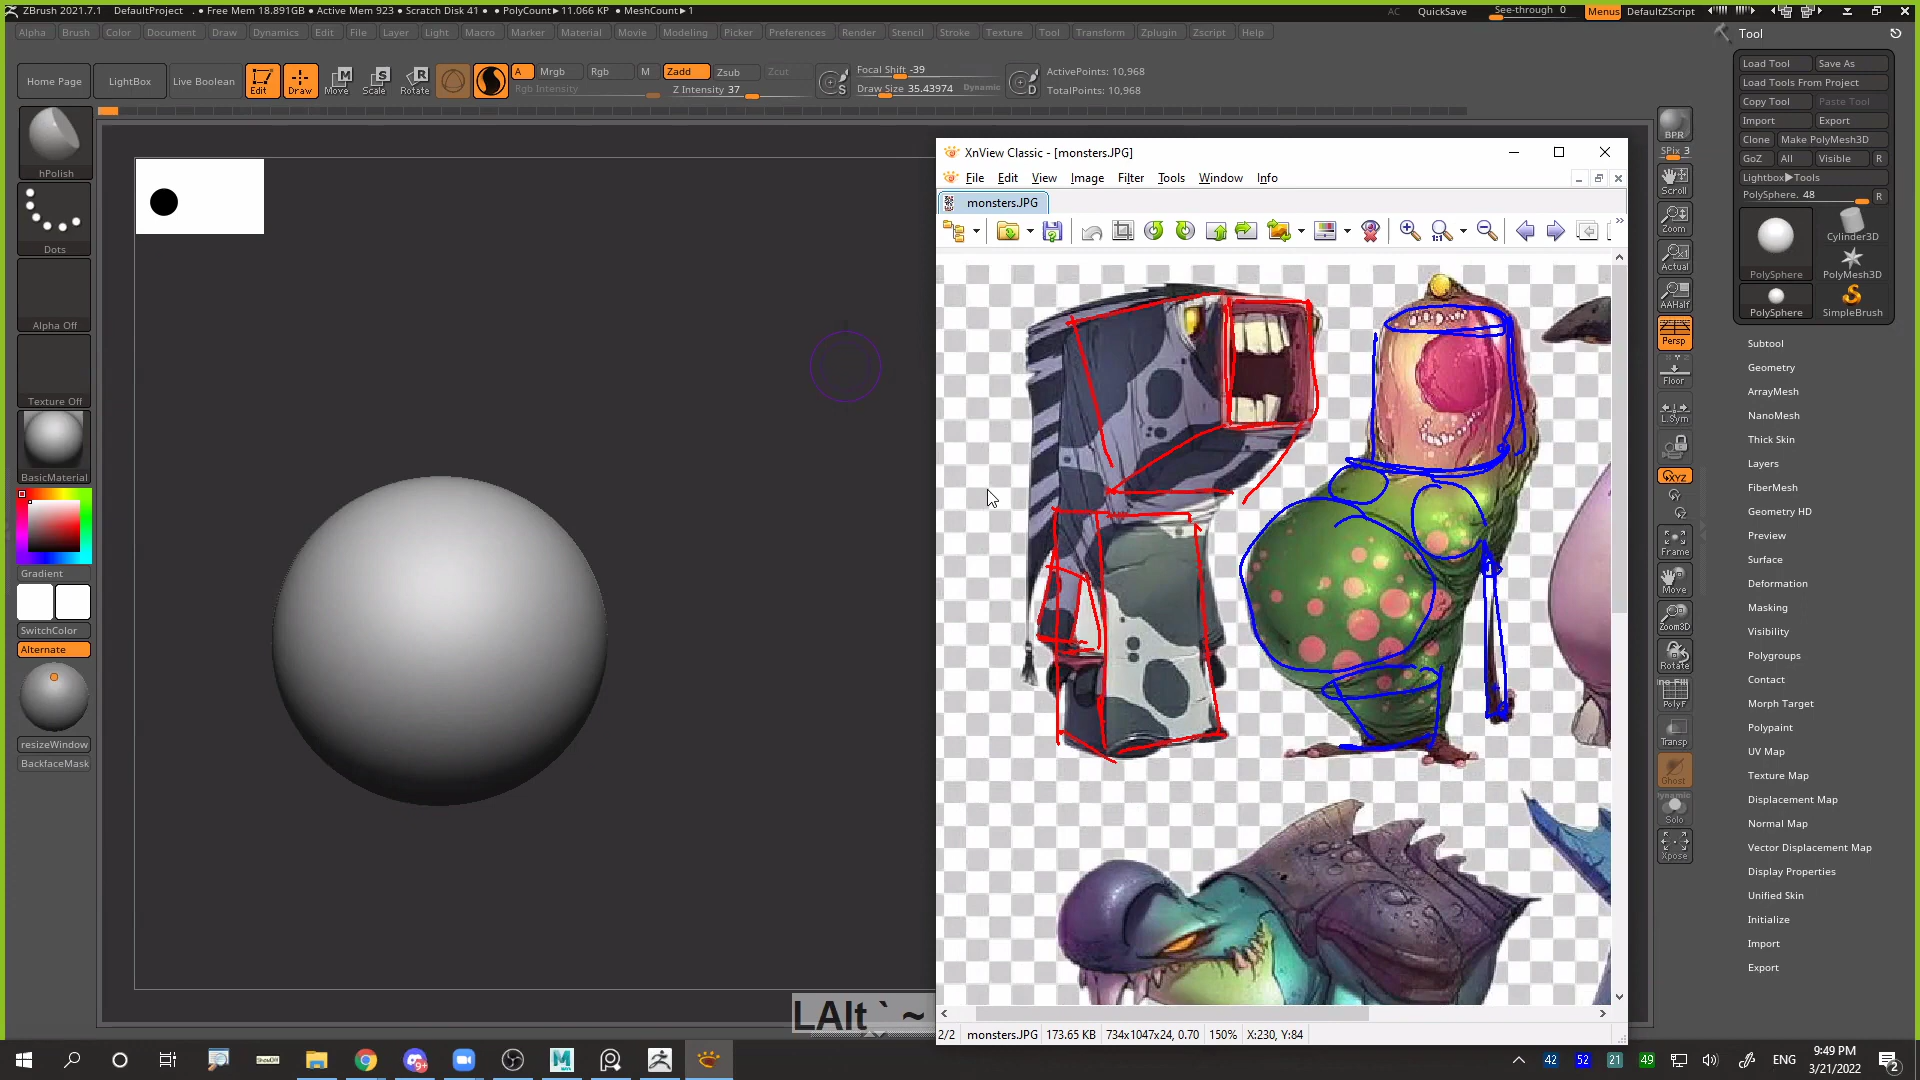 ZBrush 2021.7.1 DefaultProject . • Free Mem 18.891GB • Active Mem 923 • Scratch Disk 41 • • PolyCount▶11.066 KP • MeshCount▶1
AC QuickSave See-through 0 Menus DefaultZScript
Alpha Brush Color Document Draw Dynamics Edit File Layer Light Macro Marker Material Movie Modeling Picker Preferences Render Stencil Stroke Texture Tool Transform Zplugin Zscript Help
Home Page LightBox Live Boolean Edit Draw Move Scale Rotate
A Mrgb Rgb M Zadd Zsub Zcut
Rgb Intensity Z Intensity 37
S Focal Shift -39
Draw Size 35.43974 Dynamic
D ActivePoints: 10,968
TotalPoints: 10,968
hPolish
Dots
Alpha Off
Texture Off
BasicMaterial
Gradient
SwitchColor
Alternate
resizeWindow
BackfaceMask
XnView Classic - [monsters.JPG]
File Edit View Image Filter Tools Window Info
monsters.JPG
2/2 monsters.JPG 173.65 KB 734x1047x24, 0.70 150% X:230, Y:84
LAlt ` ~
BPR
SPix 3
Scroll
Zoom
Actual
AAHalf
Persp
Floor
L.Sym
XYZ
Frame
Move
Zoom3D
Rotate
PolyF
Transp
Ghost
Dynamic
Solo
Xpose
Tool
Load Tool Save As
Load Tools From Project
Copy Tool Paste Tool
Import Export
Clone Make PolyMesh3D
GoZ All Visible R
Lightbox▶Tools
PolySphere. 48 R
PolySphere Cylinder3D
PolyMesh3D
PolySphere SimpleBrush
Subtool
Geometry
ArrayMesh
NanoMesh
Thick Skin
Layers
FiberMesh
Geometry HD
Preview
Surface
Deformation
Masking
Visibility
Polygroups
Contact
Morph Target
Polypaint
UV Map
Texture Map
Displacement Map
Normal Map
Vector Displacement Map
Display Properties
Unified Skin
Initialize
Import
Export
42 52 21 49 ENG 9:49 PM
3/21/2022 2